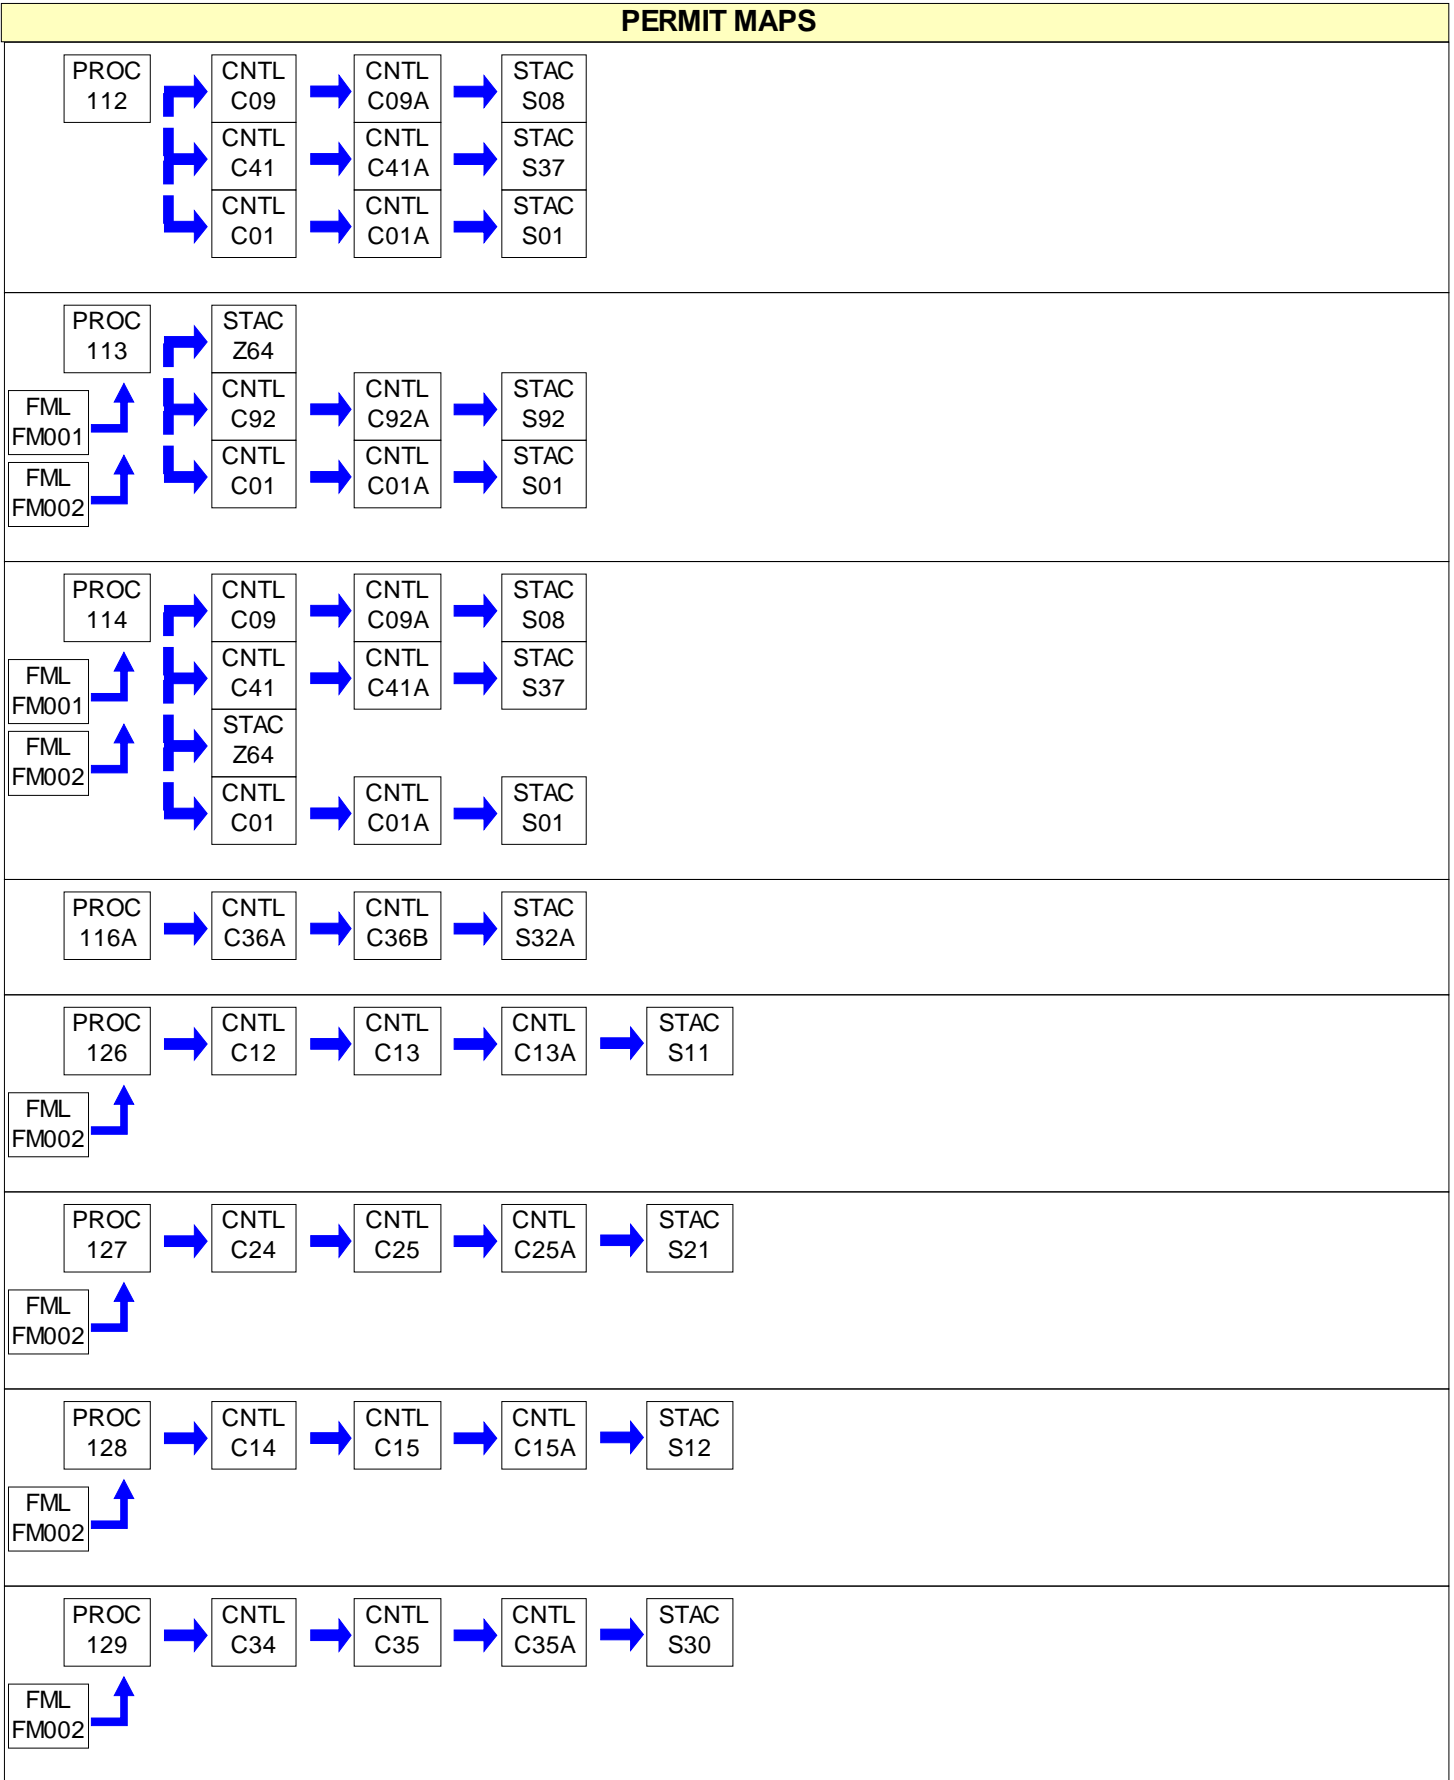 PERMIT MAPS
PROC CNTL CNTL STAC
112 C09 C09A S08
CNTL CNTL STAC
C41 C41A S37
CNTL CNTL STAC
C01 C01A S01
PROC STAC
113 Z64
CNTL CNTL STAC
C92 C92A S92
FML
FM001
CNTL CNTL STAC
C01 C01A S01
FML
FM002
PROC CNTL CNTL STAC
114 C09 C09A S08
CNTL CNTL STAC
C41 C41A S37
FML
FM001
STAC
Z64
FML
FM002
CNTL CNTL STAC
C01 C01A S01
PROC CNTL CNTL STAC
116A C36A C36B S32A
PROC CNTL CNTL CNTL STAC
126 C12 C13 C13A S11
FML
FM002
PROC CNTL CNTL CNTL STAC
127 C24 C25 C25A S21
FML
FM002
PROC CNTL CNTL CNTL STAC
128 C14 C15 C15A S12
FML
FM002
PROC CNTL CNTL CNTL STAC
129 C34 C35 C35A S30
FML
FM002